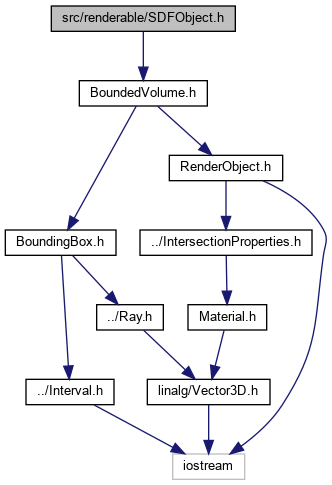 src/renderable/SDFObject.h
BoundedVolume.h
RenderObject.h
BoundingBox.h
../IntersectionProperties.h
../Ray.h
Material.h
../Interval.h
linalg/Vector3D.h
iostream